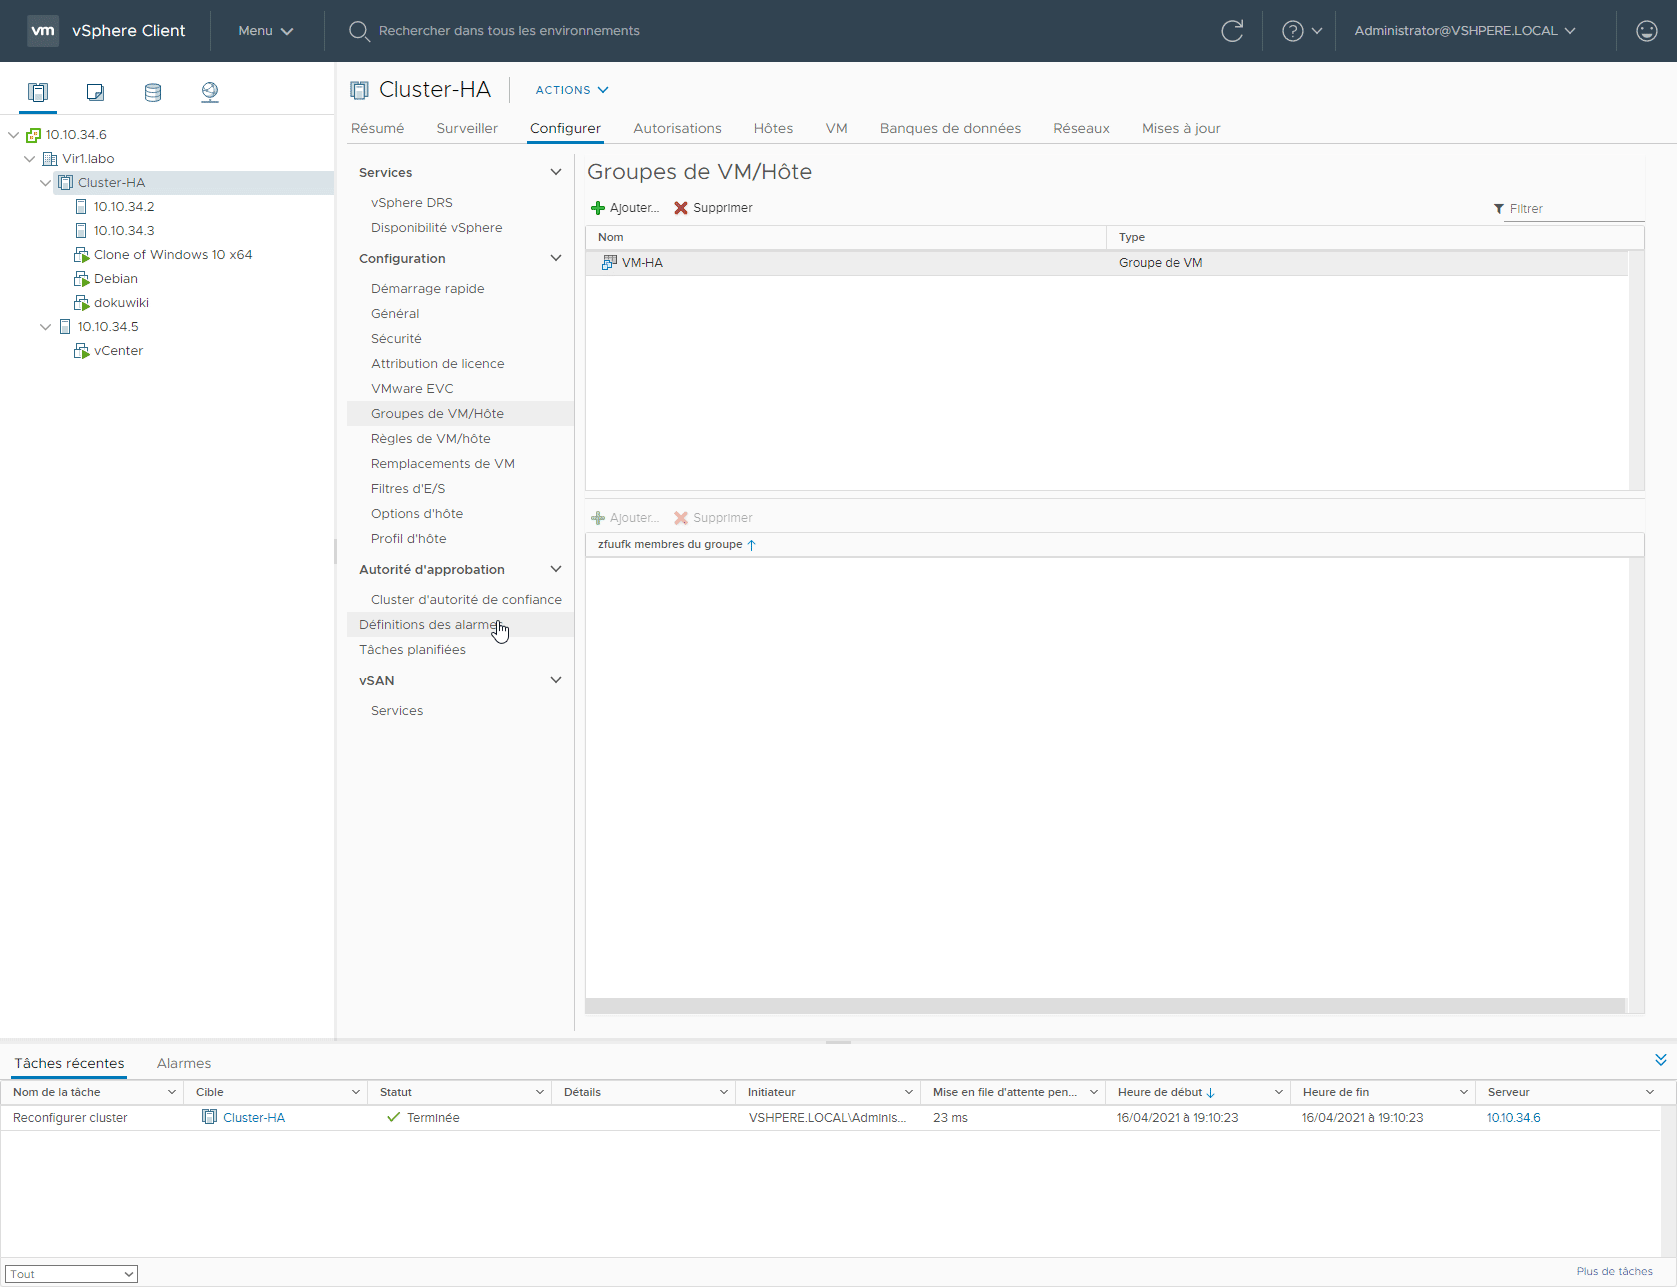 vm vSphere Client Menu Rechercher dans tous les environnements Administrator@VSHPERE.LOCAL
10.10.34.6
Vir1.labo
Cluster-HA
10.10.34.2
10.10.34.3
Clone of Windows 10 x64
Debian
dokuwiki
10.10.34.5
vCenter
Cluster-HA ACTIONS
Résumé Surveiller Configurer Autorisations Hôtes VM Banques de données Réseaux Mises à jour
Services
vSphere DRS
Disponibilité vSphere
Configuration
Démarrage rapide
Général
Sécurité
Attribution de licence
VMware EVC
Groupes de VM/Hôte
Règles de VM/hôte
Remplacements de VM
Filtres d'E/S
Options d'hôte
Profil d'hôte
Autorité d'approbation
Cluster d'autorité de confiance
Définitions des alarme
Tâches planifiées
vSAN
Services
Groupes de VM/Hôte
Ajouter... Supprimer Filtrer
Nom Type
VM-HA Groupe de VM
Ajouter... Supprimer
zfuufk membres du groupe
Tâches récentes Alarmes
Nom de la tâche Cible Statut Détails Initiateur Mise en file d'attente pen... Heure de début Heure de fin Serveur
Reconfigurer cluster Cluster-HA Terminée VSHPERE.LOCAL\Adminis... 23 ms 16/04/2021 à 19:10:23 16/04/2021 à 19:10:23 10.10.34.6
Tout Plus de tâches